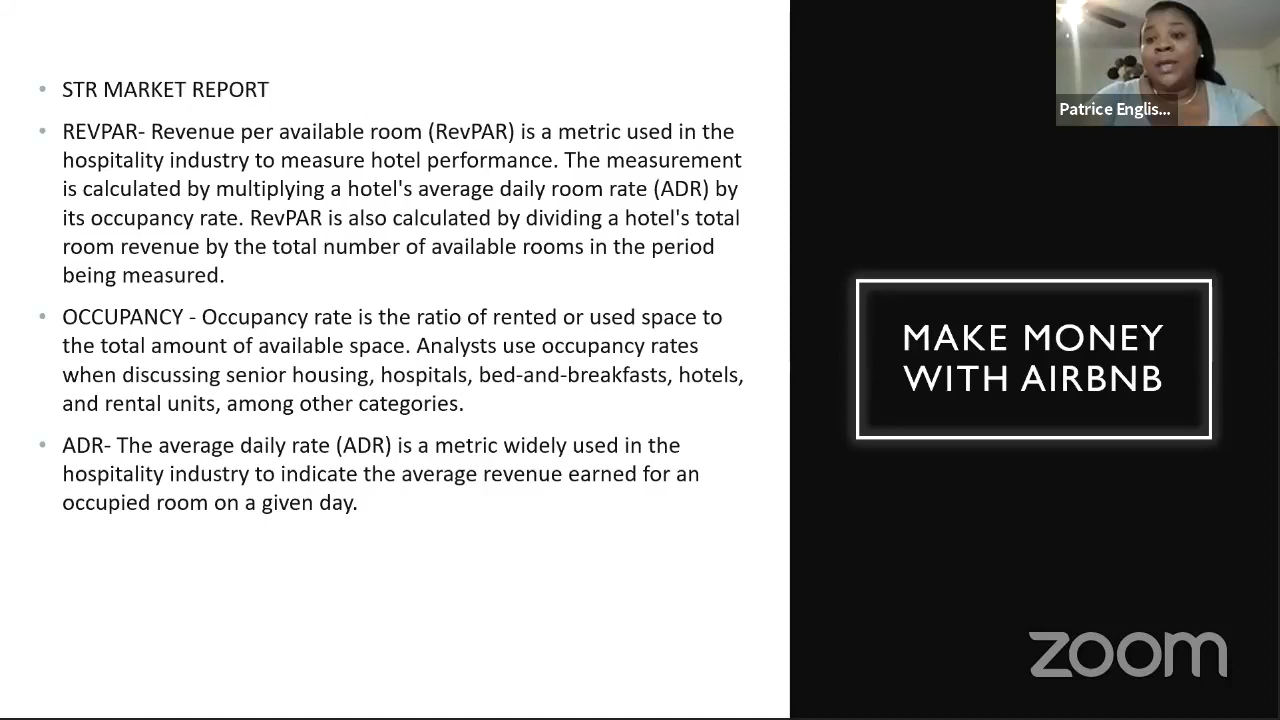 STR MARKET REPORT
REVPAR- Revenue per available room (RevPAR) is a metric used in the
hospitality industry to measure hotel performance. The measurement
is calculated by multiplying a hotel's average daily room rate (ADR) by
its occupancy rate. RevPAR is also calculated by dividing a hotel's total
room revenue by the total number of available rooms in the period
being measured.
OCCUPANCY - Occupancy rate is the ratio of rented or used space to
the total amount of available space. Analysts use occupancy rates
when discussing senior housing, hospitals, bed-and-breakfasts, hotels,
and rental units, among other categories.
ADR- The average daily rate (ADR) is a metric widely used in the
hospitality industry to indicate the average revenue earned for an
occupied room on a given day.
Patrice Englis...
MAKE MONEY
WITH AIRBNB
zoom